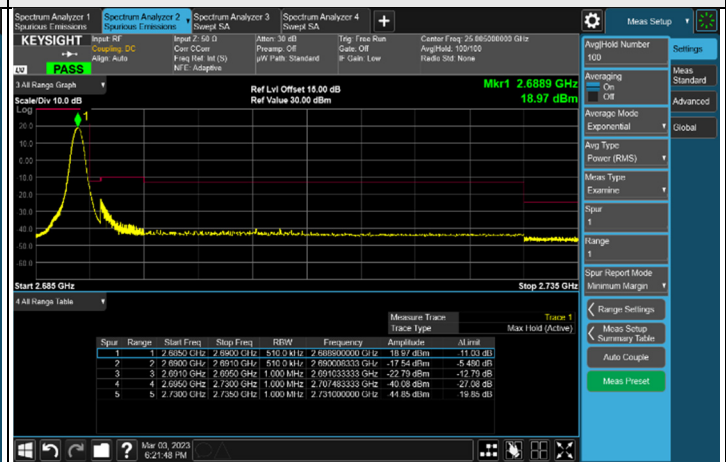 Spectrum Analyzer 1
Spurious Emissions
Spectrum Analyzer 2
Spurious Emissions
Spectrum Analyzer 3
Swept SA
Spectrum Analyzer 4
Swept SA
+
Meas Setup
KEYSIGHT
LXI
PASS
Input: RF
Coupling: DC
Align: Auto
Input Z: 50 Ω
Corr CCorr
Freq Ref: Int (S)
NFE: Adaptive
Atten: 30 dB
Preamp: Off
µW Path: Standard
Trig: Free Run
Gate: Off
IF Gain: Low
Center Freq: 25.005000000 GHz
Avg|Hold: 100/100
Radio Std: None
3 All Range Graph
Scale/Div 10.0 dB
Ref Lvl Offset 15.00 dB
Ref Value 30.00 dBm
Mkr1 2.6889 GHz
18.97 dBm
Log
20.0
10.0
0.00
-10.0
-20.0
-30.0
-40.0
-50.0
-60.0
1
Start 2.685 GHz
Stop 2.735 GHz
4 All Range Table
Measure Trace Trace 1
Trace Type Max Hold (Active)
Spur Range Start Freq Stop Freq RBW Frequency Amplitude ΔLimit
1 1 2.6850 GHz 2.6900 GHz 510.0 kHz 2.688900000 GHz 18.97 dBm -11.03 dB
2 2 2.6900 GHz 2.6910 GHz 510.0 kHz 2.690008333 GHz -17.54 dBm -5.480 dB
3 3 2.6910 GHz 2.6950 GHz 1.000 MHz 2.691033333 GHz -22.79 dBm -12.79 dB
4 4 2.6950 GHz 2.7300 GHz 1.000 MHz 2.707483333 GHz -40.08 dBm -27.08 dB
5 5 2.7300 GHz 2.7350 GHz 1.000 MHz 2.731000000 GHz -44.85 dBm -19.85 dB
Avg|Hold Number
100
Averaging
On
Off
Average Mode
Exponential
Avg Type
Power (RMS)
Meas Type
Examine
Spur
1
Range
1
Spur Report Mode
Minimum Margin
Range Settings
Meas Setup
Summary Table
Auto Couple
Meas Preset
Settings
Meas
Standard
Advanced
Global
?
Mar 03, 2023
6:21:48 PM